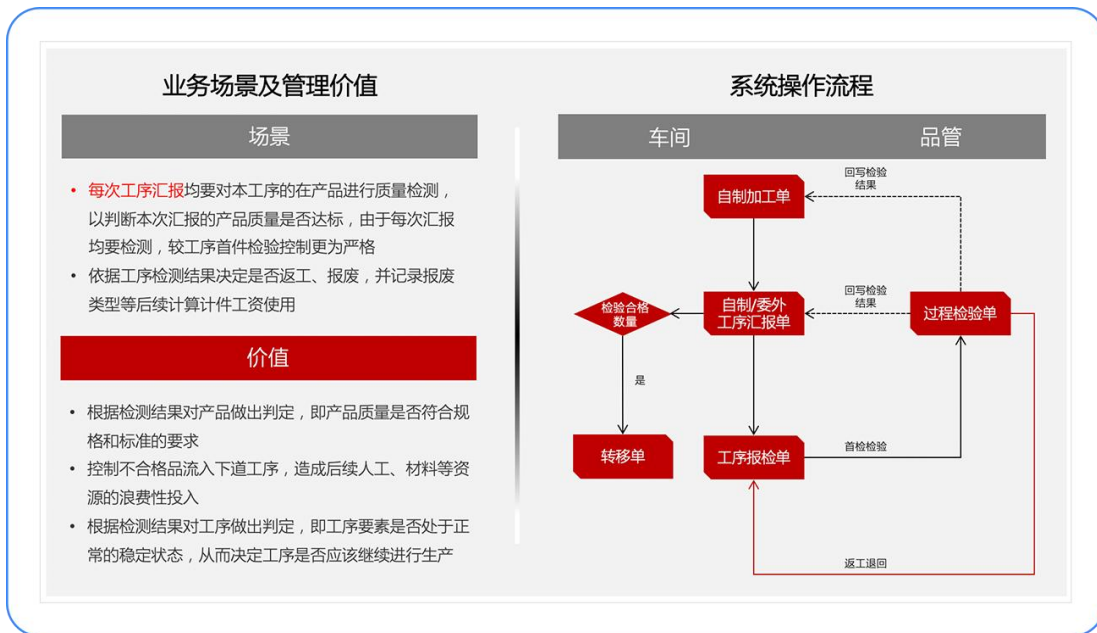 业务场景及管理价值
场景
• 每次工序汇报均要对本工序的在产品进行质量检测，
以判断本次汇报的产品质量是否达标，由于每次汇报
均要检测，较工序首件检验控制更为严格
• 依据工序检测结果决定是否返工、报废，并记录报废
类型等后续计算计件工资使用
价值
• 根据检测结果对产品做出判定，即产品质量是否符合规
格和标准的要求
• 控制不合格品流入下道工序，造成后续人工、材料等资
源的浪费性投入
• 根据检测结果对工序做出判定，即工序要素是否处于正
常的稳定状态，从而决定工序是否应该继续进行生产
系统操作流程
车间
品管
自制加工单
回写检验
结果
检验合格
数量
自制/委外
工序汇报单
回写检验
结果
过程检验单
是
转移单
工序报检单
首检检验
返工退回